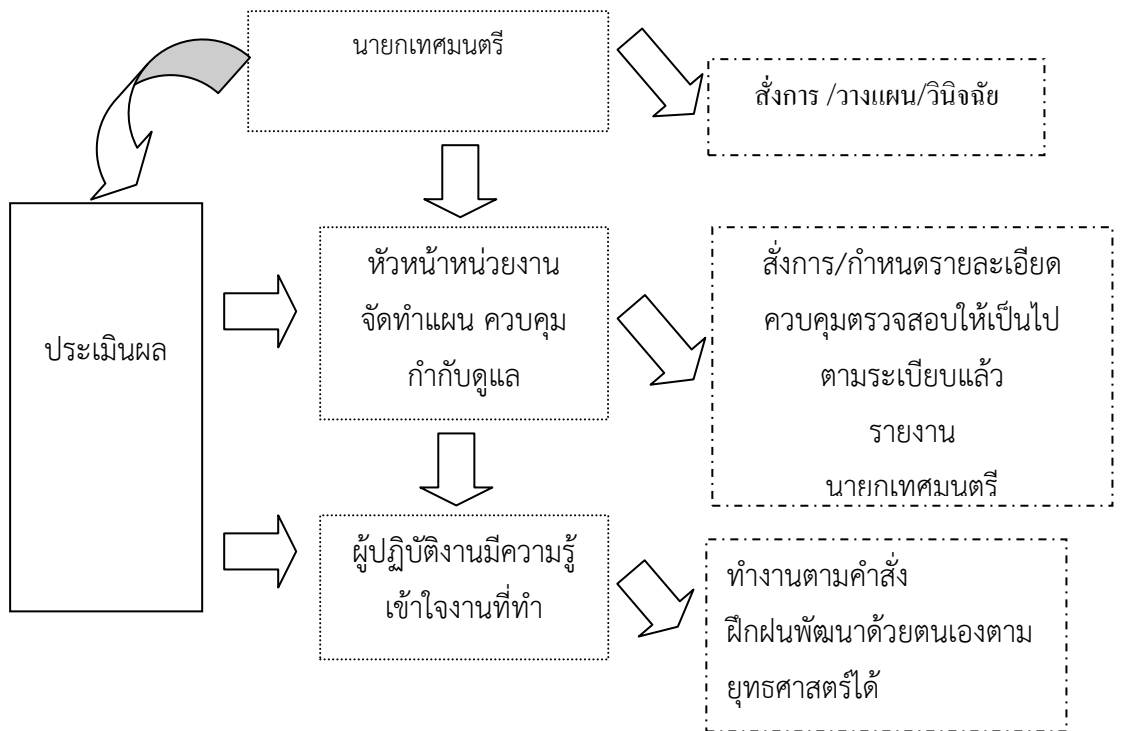 นายกเทศมนตรี
สั่งการ /วางแผน/วินิจฉัย
ประเมินผล
หัวหน้าหน่วยงาน
จัดทำแผน ควบคุม
กำกับดูแล
สั่งการ/กำหนดรายละเอียด
ควบคุมตรวจสอบให้เป็นไป
ตามระเบียบแล้ว
รายงาน
นายกเทศมนตรี
ผู้ปฏิบัติงานมีความรู้
เข้าใจงานที่ทำ
ทำงานตามคำสั่ง
ฝึกฝนพัฒนาด้วยตนเองตาม
ยุทธศาสตร์ได้